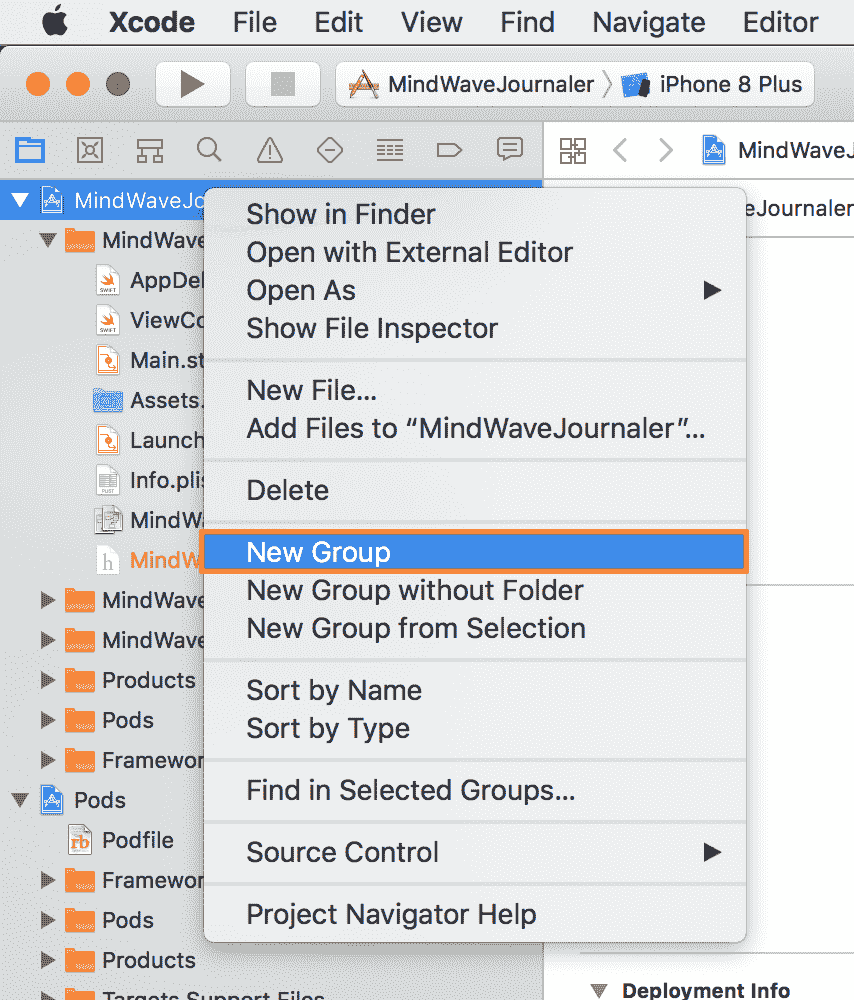 Xcode File Edit View Find Navigate Editor
MindWaveJournaler iPhone 8 Plus
MindWaveJ
MindWaveJo
eJournaler
MindWave
AppDel
SWIFT
ViewCo
SWIFT
Main.st
Assets.
Launch
Info.plis
PLIST
MindWa
h MindW
MindWave
MindWave
Products
Pods
Framewor
Pods
rb Podfile
Framewor
Pods
Products
Targets Support Files
Show in Finder
Open with External Editor
Open As
Show File Inspector
New File...
Add Files to “MindWaveJournaler”...
Delete
New Group
New Group without Folder
New Group from Selection
Sort by Name
Sort by Type
Find in Selected Groups...
Source Control
Project Navigator Help
Deployment Info